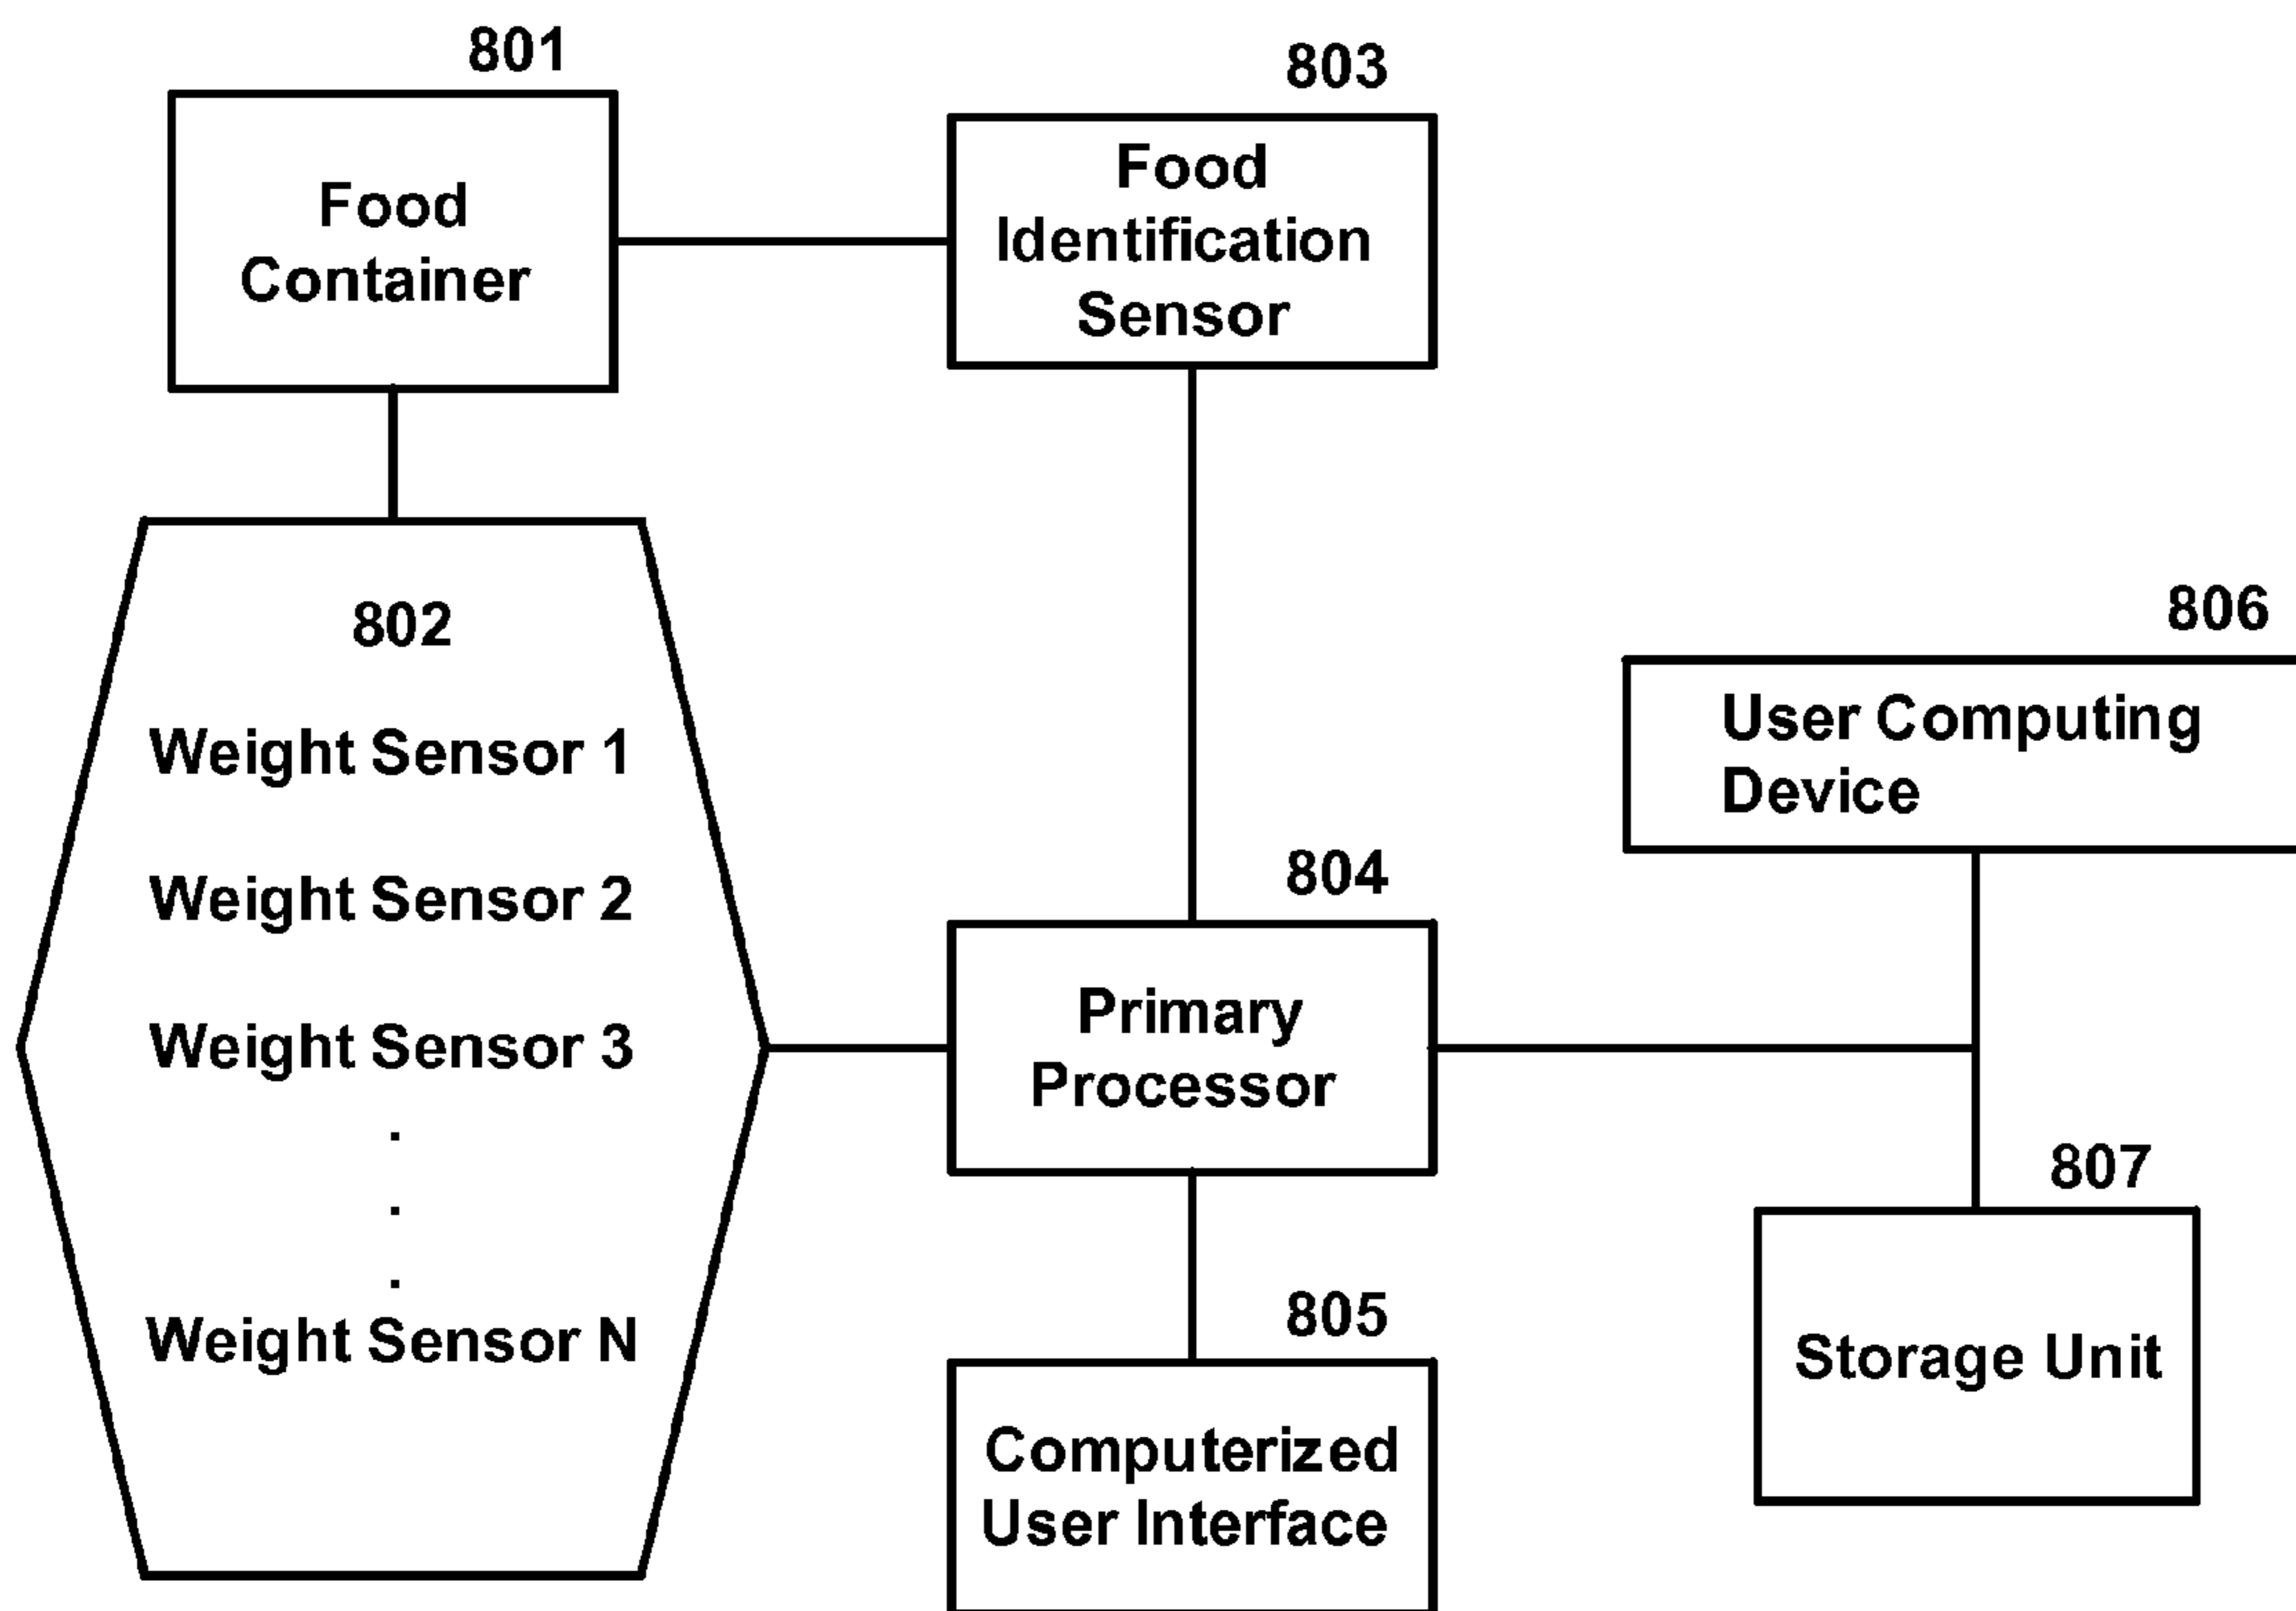 801
Food
Container
803
Food
Identification
Sensor
802
Weight Sensor 1
Weight Sensor 2
Weight Sensor 3
.
.
.
Weight Sensor N
804
Primary
Processor
805
Computerized
User Interface
806
User Computing
Device
807
Storage Unit